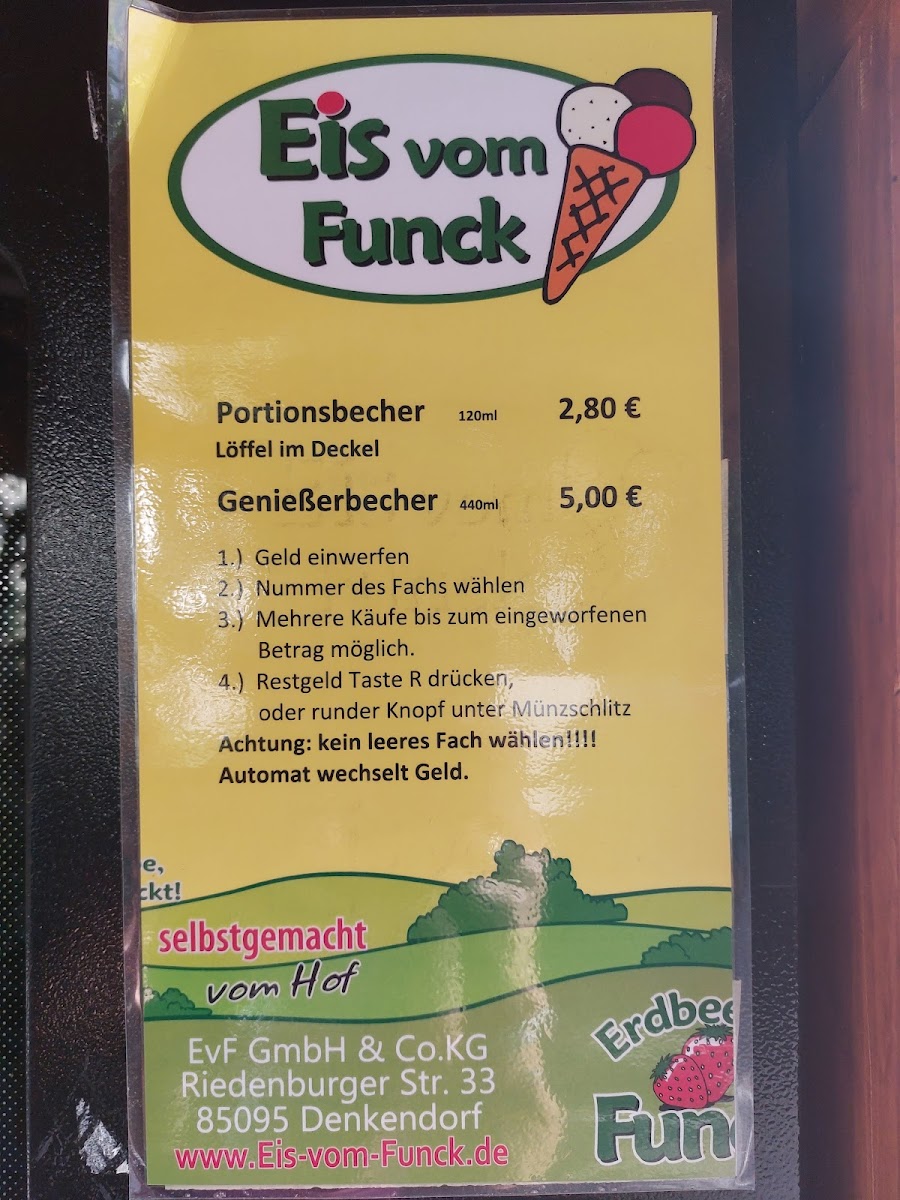 Eis vom
Funck
Portionsbecher 120ml 2,80 €
Löffel im Deckel
Genießerbecher 440ml 5,00 €
1.) Geld einwerfen
2.) Nummer des Fachs wählen
3.) Mehrere Käufe bis zum eingeworfenen
Betrag möglich.
4.) Restgeld Taste R drücken,
oder runder Knopf unter Münzschlitz
Achtung: kein leeres Fach wählen!!!!
Automat wechselt Geld.
e,
ckt!
selbstgemacht
vom Hof
EvF GmbH & Co.KG
Riedenburger Str. 33
85095 Denkendorf
www.Eis-vom-Funck.de
Erdbee
Fun